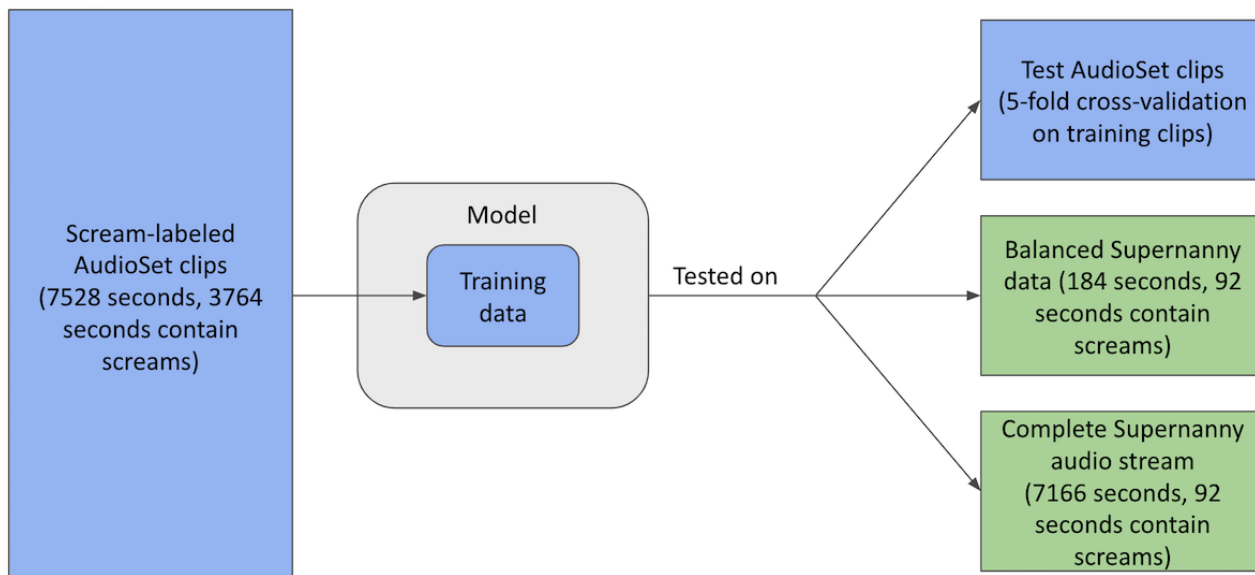 Scream-labeled
AudioSet clips
(7528 seconds, 3764
seconds contain
screams)
Model
Training
data
Tested on
Test AudioSet clips
(5-fold cross-validation
on training clips)
Balanced Supernanny
data (184 seconds, 92
seconds contain
screams)
Complete Supernanny
audio stream
(7166 seconds, 92
seconds contain
screams)